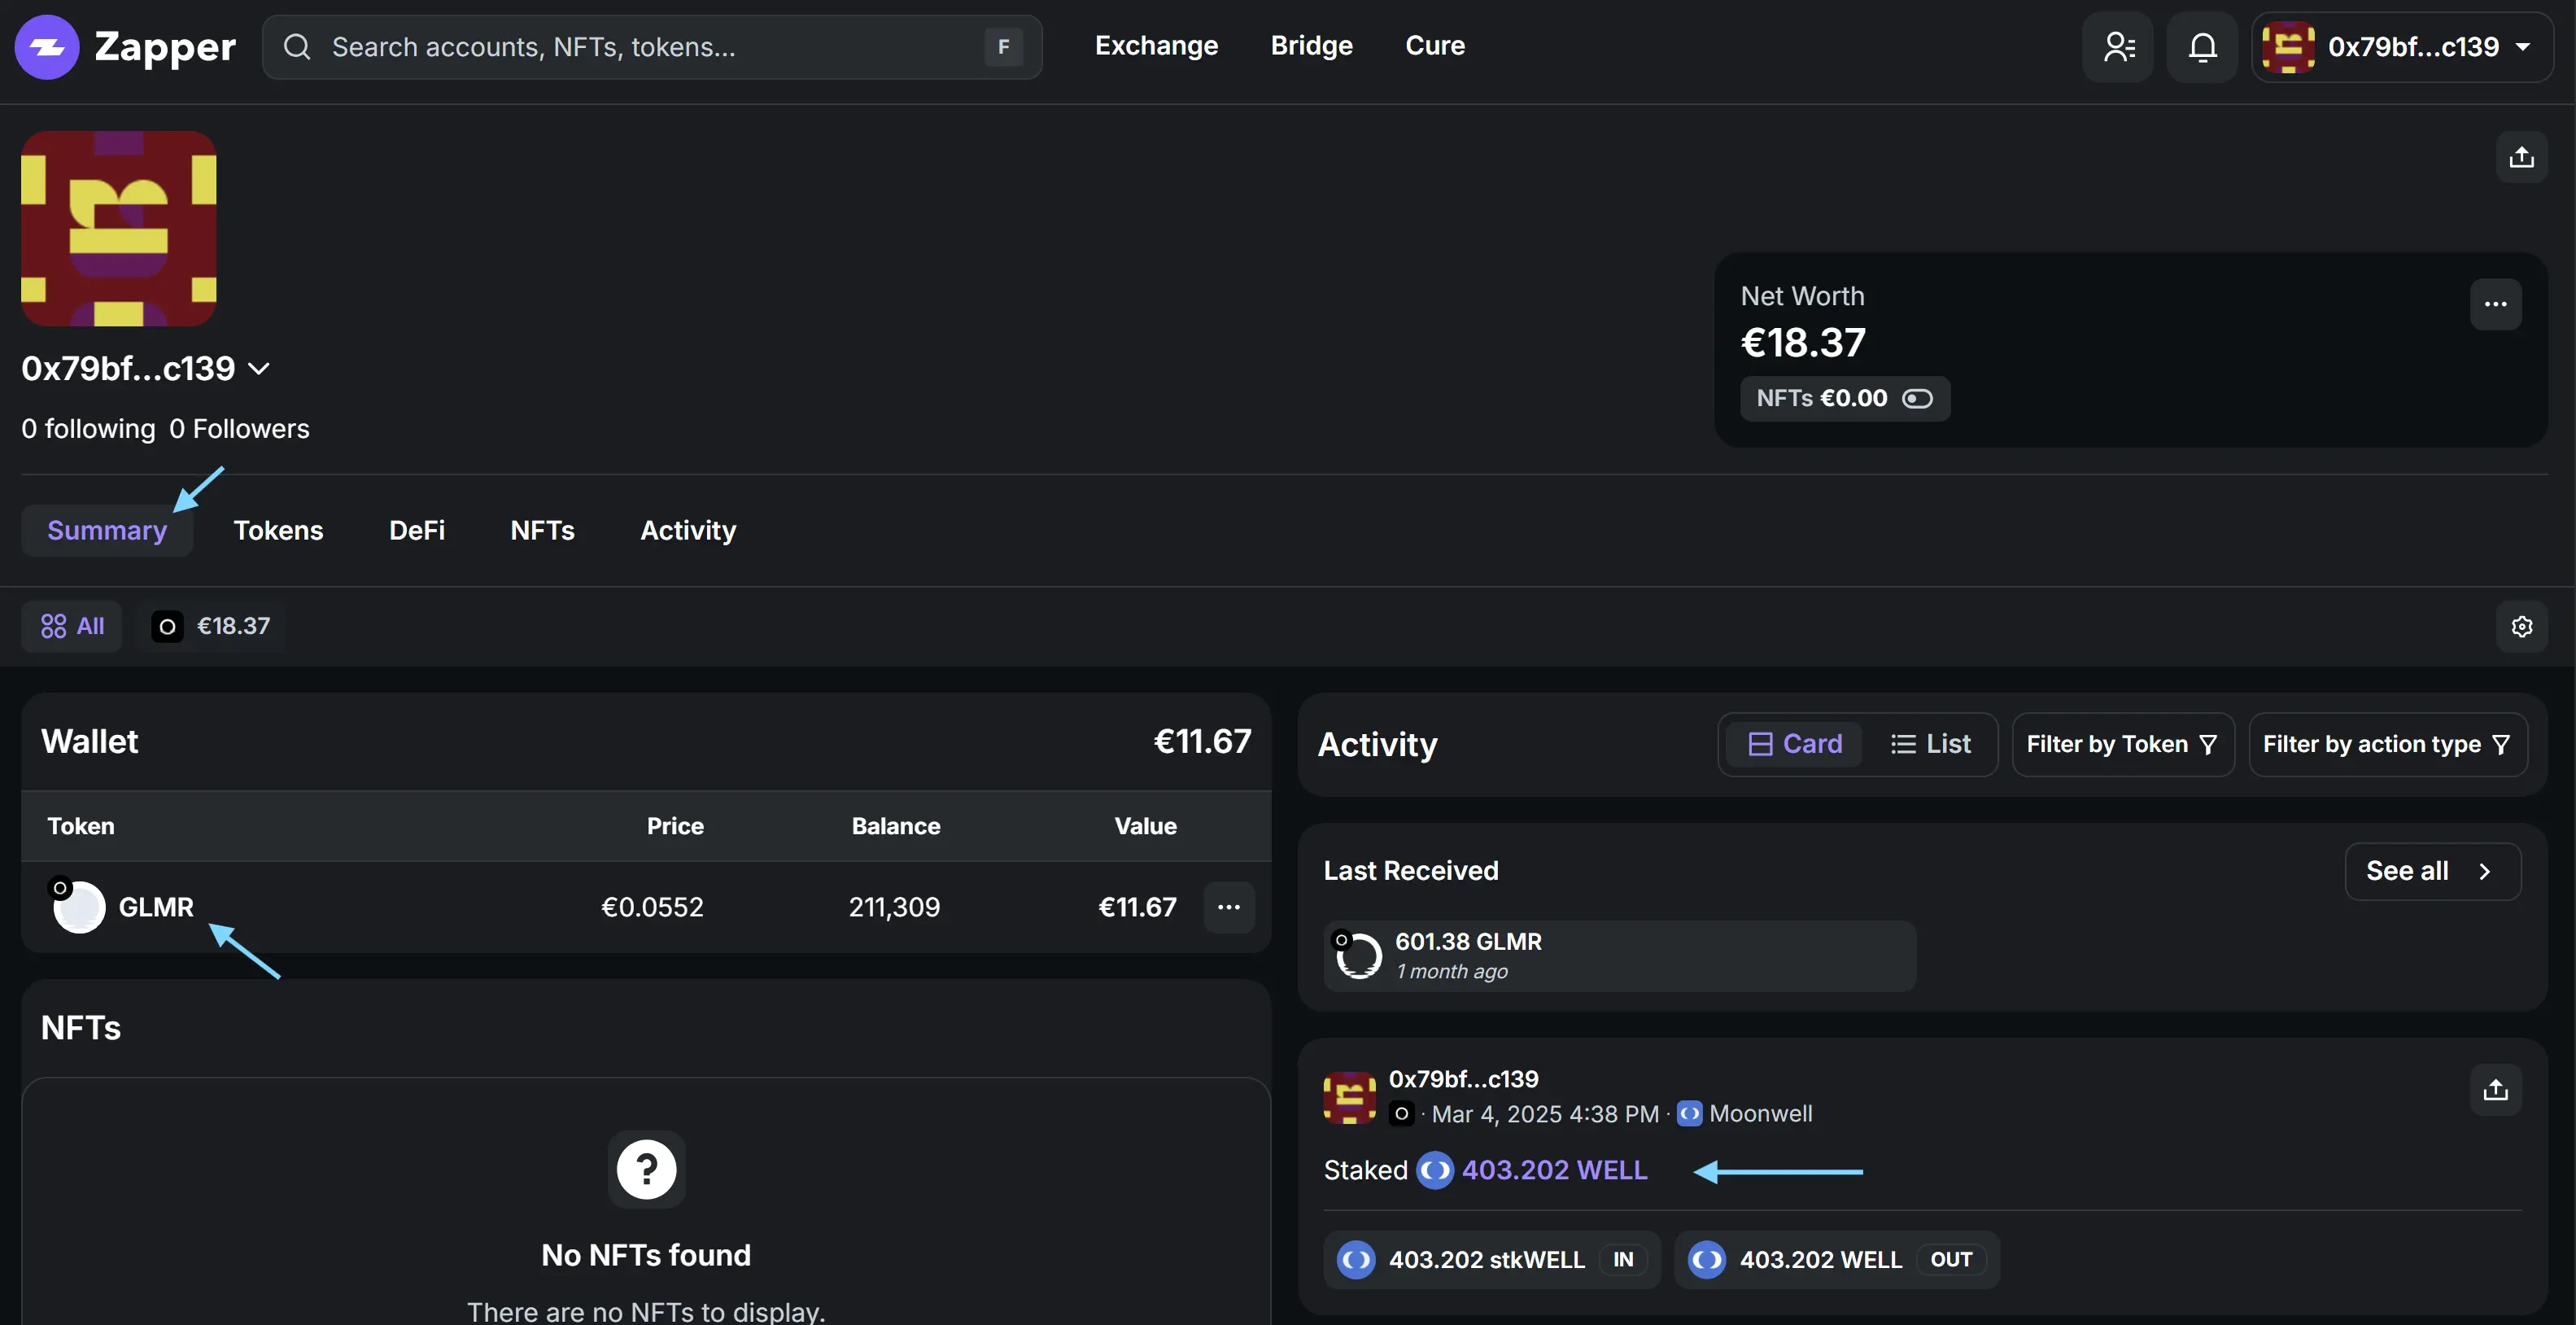 Zapper
Search accounts, NFTs, tokens...
F
Exchange
Bridge
Cure
0x79bf...c139
0x79bf...c139
0 following 0 Followers
Net Worth
€18.37
NFTs €0.00
Summary
Tokens
DeFi
NFTs
Activity
All
€18.37
Wallet
€11.67
Token Price Balance Value
GLMR €0.0552 211,309 €11.67
NFTs
No NFTs found
There are no NFTs to display.
Activity
Card
List
Filter by Token
Filter by action type
Last Received
See all
601.38 GLMR
1 month ago
0x79bf...c139
· Mar 4, 2025 4:38 PM · Moonwell
Staked 403.202 WELL
403.202 stkWELL IN
403.202 WELL OUT